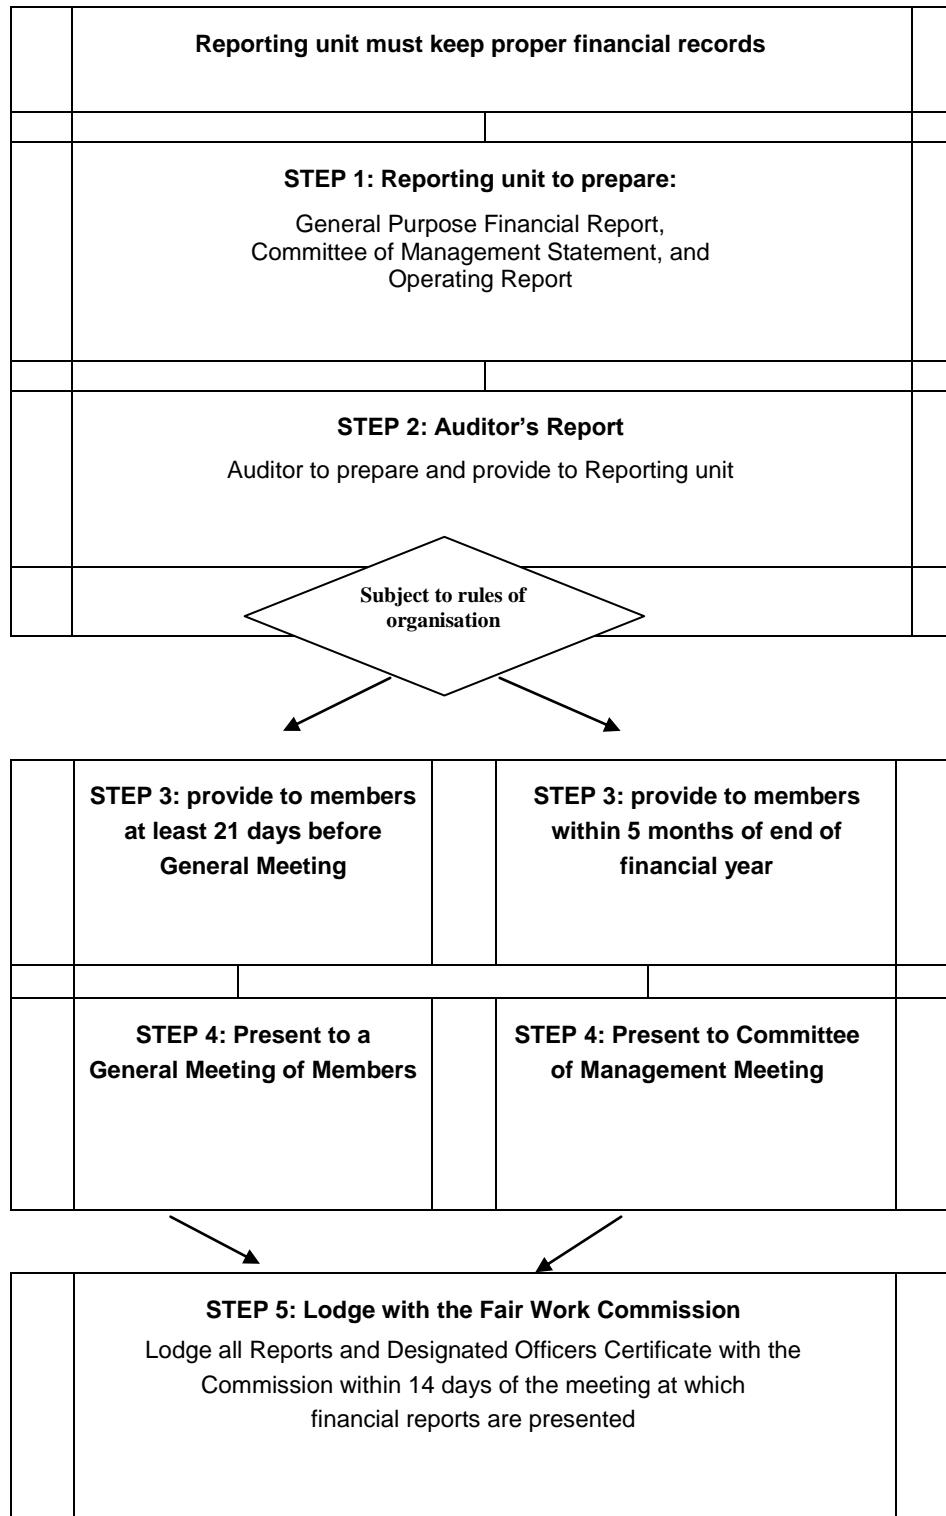 Reporting unit must keep proper financial records
STEP 1: Reporting unit to prepare:
General Purpose Financial Report,
Committee of Management Statement, and
Operating Report
STEP 2: Auditor’s Report
Auditor to prepare and provide to Reporting unit
Subject to rules of
organisation
STEP 3: provide to members
at least 21 days before
General Meeting
STEP 3: provide to members
within 5 months of end of
financial year
STEP 4: Present to a
General Meeting of Members
STEP 4: Present to Committee
of Management Meeting
STEP 5: Lodge with the Fair Work Commission
Lodge all Reports and Designated Officers Certificate with the
Commission within 14 days of the meeting at which
financial reports are presented